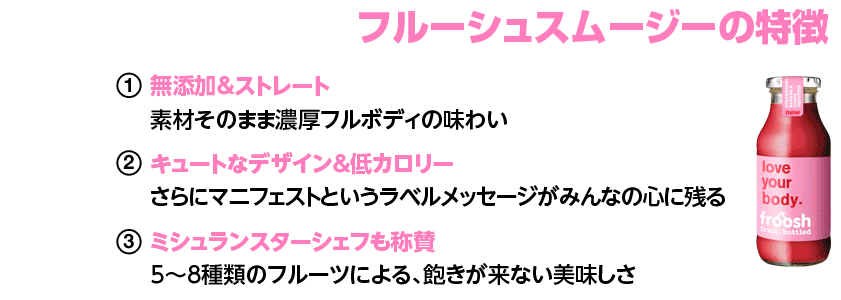 フルーシュスムージーの特徴
① 無添加&ストレート
素材そのまま濃厚フルボディの味わい
② キュートなデザイン&低カロリー
さらにマニフェストというラベルメッセージがみんなの心に残る
③ ミシュランスターシェフも称賛
5〜8種類のフルーツによる、飽きが来ない美味しさ
new
love
your
body.
froosh
fruit: bottled